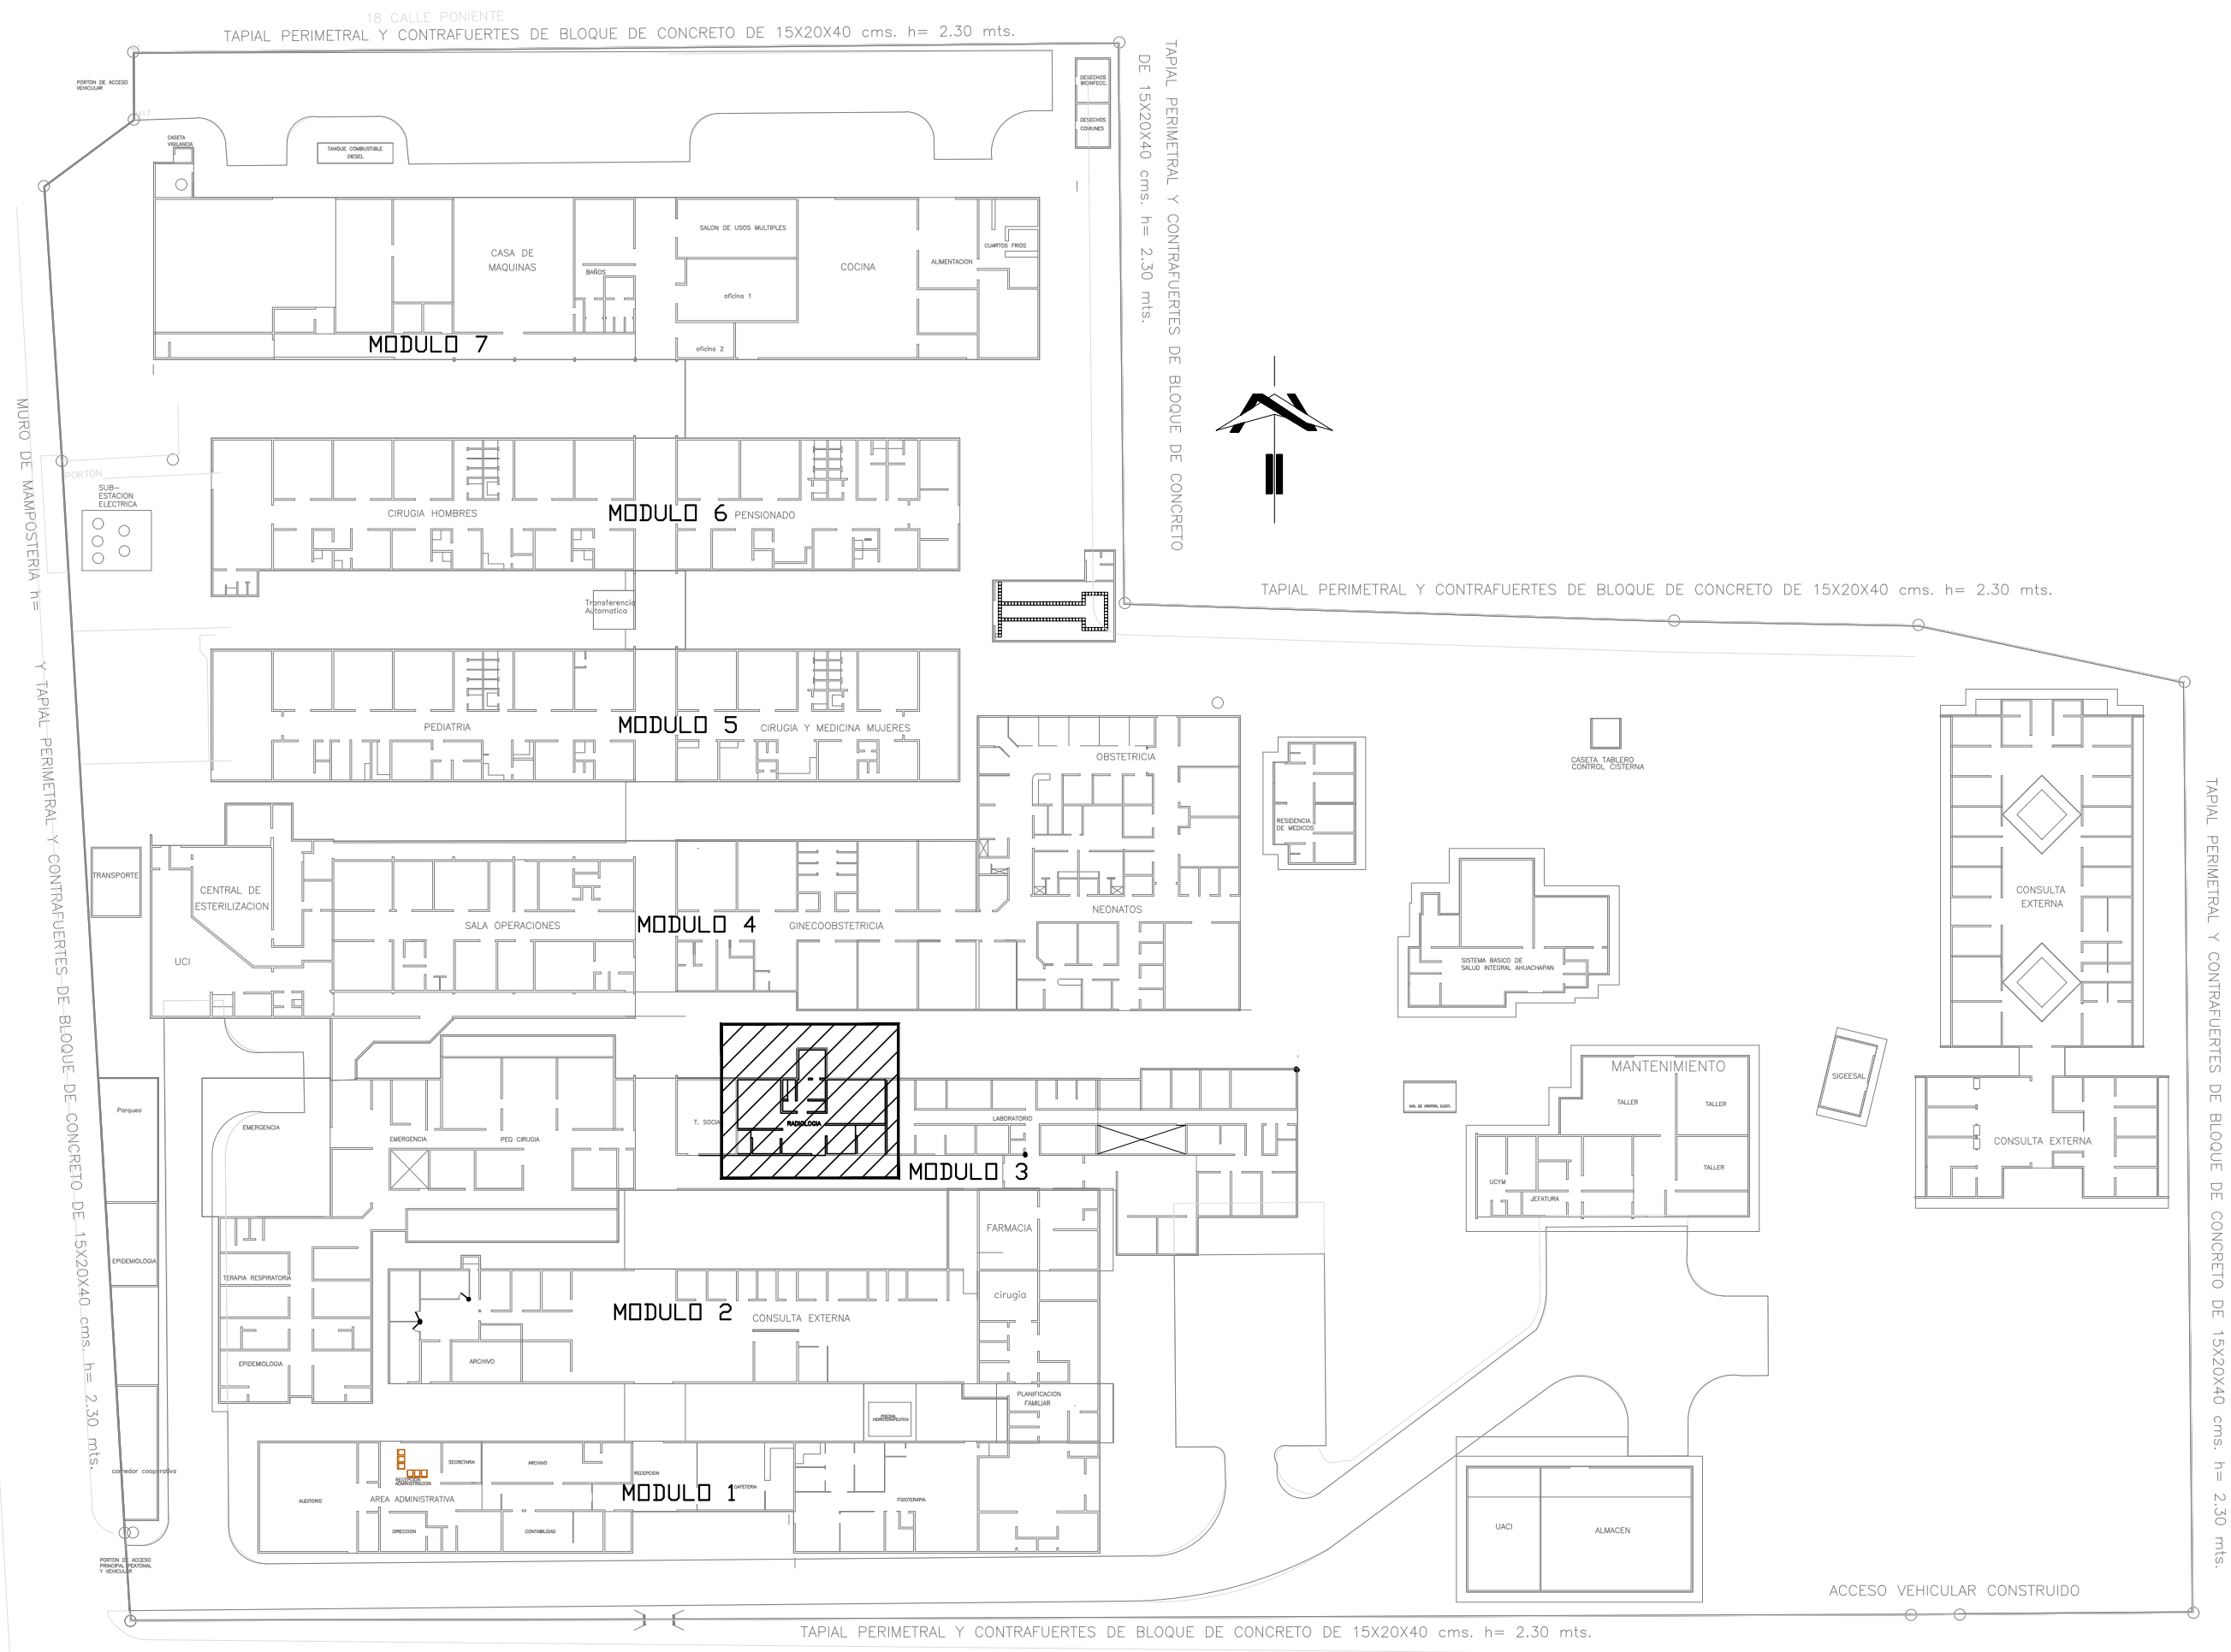 18 CALLE PONIENTE
TAPIAL PERIMETRAL Y CONTRAFUERTES DE BLOQUE DE CONCRETO DE 15X20X40 cms. h= 2.30 mts.
TAPIAL PERIMETRAL Y CONTRAFUERTES DE BLOQUE DE CONCRETO
DE 15X20X40 cms. h= 2.30 mts.
PORTON DE ACCESO
VEHICULAR
DESECHOS
BIOINFECC.
DESECHOS
COMUNES
CASETA
VIGILANCIA
TANQUE COMBUSTIBLE
DIESEL
SALON DE USOS MULTIPLES
CASA DE
MAQUINAS
BAÑOS
COCINA
ALIMENTACION
CUARTOS FRIOS
oficina 1
oficina 2
MODULO 7
MURO DE MAMPOSTERIA h= Y TAPIAL PERIMETRAL Y CONTRAFUERTES DE BLOQUE DE CONCRETO DE 15X20X40 cms. h= 2.30 mts.
PORTON
SUB-
ESTACION
ELECTRICA
CIRUGIA HOMBRES
MODULO 6
PENSIONADO
Transferencia
Automatica
TAPIAL PERIMETRAL Y CONTRAFUERTES DE BLOQUE DE CONCRETO DE 15X20X40 cms. h= 2.30 mts.
PEDIATRIA
MODULO 5
CIRUGIA Y MEDICINA MUJERES
OBSTETRICIA
CASETA TABLERO
CONTROL CISTERNA
RESIDENCIA
DE MEDICOS
TRANSPORTE
CENTRAL DE
ESTERILIZACION
UCI
SALA OPERACIONES
MODULO 4
GINECOOBSTETRICIA
NEONATOS
SISTEMA BASICO DE
SALUD INTEGRAL AHUACHAPAN
CONSULTA
EXTERNA
TAPIAL PERIMETRAL Y CONTRAFUERTES DE BLOQUE DE CONCRETO DE 15X20X40 cms. h= 2.30 mts.
MANTENIMIENTO
SIGEESAL
TALLER
TALLER
TALLER
Parqueo
EMERGENCIA
EMERGENCIA
PEQ CIRUGIA
T. SOCIA
RADIOLOGIA
LABORATORIO
MODULO 3
CONSULTA EXTERNA
UCYM
JEFATURA
FARMACIA
EPIDEMIOLOGIA
TERAPIA RESPIRATORIA
cirugia
MODULO 2
CONSULTA EXTERNA
ARCHIVO
EPIDEMIOLOGIA
PLANIFICACION
FAMILIAR
PISCINA
HIDROTERAPEUTICA
comedor cooperativa
RECEPCION
ADMINISTRACION
SECRETARIA
ARCHIVO
RECEPCION
CAFETERIA
AUDITORIO
AREA ADMINISTRATIVA
MODULO 1
FISIOTERAPIA
DIRECCION
CONTABILIDAD
UACI
ALMACEN
PORTON DE ACCESO
PRINCIPAL PEATONAL
Y VEHICULAR
ACCESO VEHICULAR CONSTRUIDO
TAPIAL PERIMETRAL Y CONTRAFUERTES DE BLOQUE DE CONCRETO DE 15X20X40 cms. h= 2.30 mts.